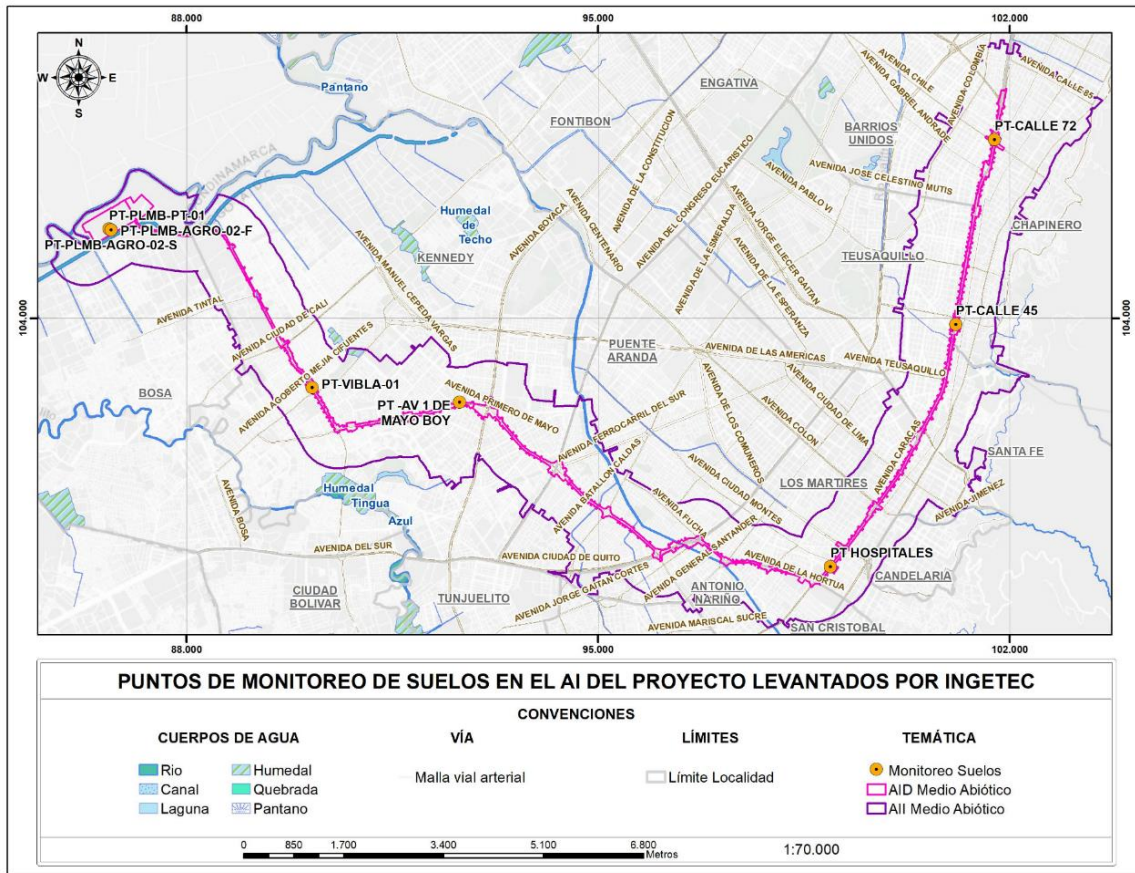 88.000
95.000
102.000
N
W
E
S
Pantano
ENGATIVA
FONTIBON
BARRIOS
UNIDOS
AVENIDA COLOMBIA
AVENIDA CHILE
AVENIDA GABRIEL ANDRADE
AVENIDA CALLE 85
PT-CALLE 72
AVENIDA DE LA CONSTITUCION
AVENIDA DEL CONGRESO EUCARISTICO
AVENIDA JOSE CELESTINO MUTIS
AVENIDA PABLO VI
CHAPINERO
PT-PLMB-PT-01
PT-PLMB-AGRO-02-F
PT-PLMB-AGRO-02-S
Humedal
de
Techo
KENNEDY
AVENIDA BOYACA
AVENIDA CENTENARIO
AVENIDA DE LA ESMERALDA
AVENIDA JORGE ELIECER GAITAN
AVENIDA DE LA ESPERANZA
TEUSAQUILLO
AVENIDA MANUEL CEPEDA VARGAS
AVENIDA TINTAL
AVENIDA CIUDAD DE CALI
104.000
104.000
PT-CALLE 45
AVENIDA AGOBERTO MEJIA CIFUENTES
PUENTE
ARANDA
AVENIDA DE LAS AMERICAS
AVENIDA TEUSAQUILLO
BOSA
PT-VIBLA-01
PT -AV 1 DE
MAYO BOY
AVENIDA PRIMERO DE MAYO
AVENIDA FERROCARRIL DEL SUR
AVENIDA DE LOS COMUNEROS
AVENIDA COLON
AVENIDA CIUDAD DE LIMA
AVENIDA CARACAS
SANTA FE
AVENIDA BATALLON CALDAS
LOS MARTIRES
AVENIDA JIMENEZ
Humedal
Tingua
Azul
AVENIDA BOSA
AVENIDA CIUDAD MONTES
AVENIDA FUCHA
AVENIDA DEL SUR
AVENIDA CIUDAD DE QUITO
AVENIDA GENERAL SANTANDER
AVENIDA DE LA HORTUA
PT HOSPITALES
CANDELARIA
CIUDAD
BOLIVAR
TUNJUELITO
AVENIDA JORGE GAITAN CORTES
ANTONIO
NARIÑO
AVENIDA MARISCAL SUCRE
SAN CRISTOBAL
88.000
95.000
102.000
PUNTOS DE MONITOREO DE SUELOS EN EL AI DEL PROYECTO LEVANTADOS POR INGETEC
CONVENCIONES
CUERPOS DE AGUA
VÍA
LÍMITES
TEMÁTICA
Rio
Humedal
Malla vial arterial
Límite Localidad
Monitoreo Suelos
Canal
Quebrada
AID Medio Abiótico
Laguna
Pantano
AII Medio Abiótico
0
850
1.700
3.400
5.100
6.800
Metros
1:70.000